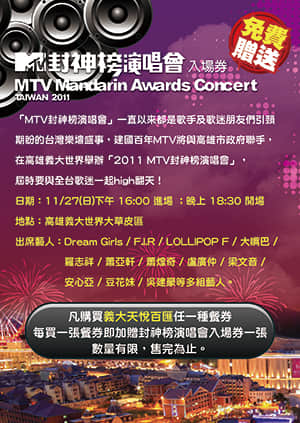 免費
贈送
MTV封神榜演唱會 入場券
MTV Mandarin Awards Concert
TAIWAN 2011
「MTV封神榜演唱會」一直以來都是歌手及歌迷朋友們引頸
期盼的台灣樂壇盛事，建國百年MTV將與高雄市政府聯手，
在高雄義大世界舉辦「2011 MTV封神榜演唱會」，
屆時要與全台歌迷一起high翻天！
日期：11/27(日)下午 16:00 進場 ；晚上 18:30 開場
地點：高雄義大世界大草皮區
出席藝人：Dream Girls / F.I.R / LOLLIPOP F / 大嘴巴 /
羅志祥 / 蕭亞軒 / 蕭煌奇 / 盧廣仲 / 梁文音 /
安心亞 / 豆花妹 / 吳建豪等多組藝人。
凡購買義大天悅百匯任一種餐券
每買一張餐券即加贈封神榜演唱會入場券一張
數量有限，售完為止。